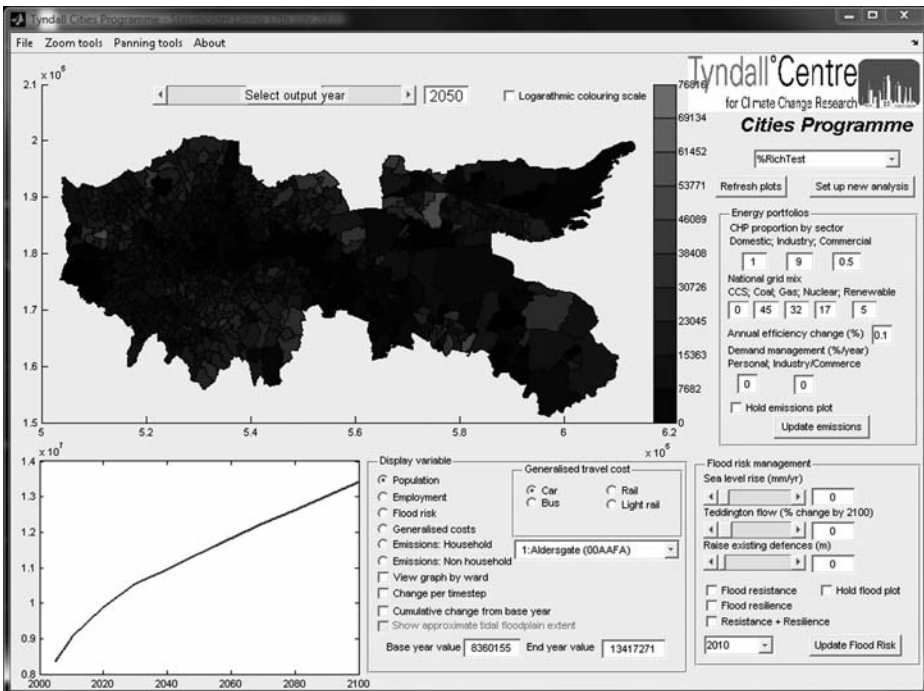 Tyndall Cities Programme - Stakeholder Demo
File Zoom tools Panning tools About
x 10⁶
2.1
2
1.9
1.8
1.7
1.6
1.5
5 5.2 5.4 5.6 5.8 6 6.2
x 10⁵
Select output year 2050
Logarathmic colouring scale
76816
69134
61452
53771
46089
38408
30726
23045
15363
7682
0
Tyndall°Centre
for Climate Change Research
Cities Programme
%RichTest
Refresh plots Set up new analysis
Energy portfolios
CHP proportion by sector
Domestic; Industry; Commercial
1 9 0.5
National grid mix
CCS; Coal; Gas; Nuclear; Renewable
0 45 32 17 5
Annual efficiency change (%) 0.1
Demand management (%/year)
Personal; Industry/Commerce
0 0
Hold emissions plot
Update emissions
x 10⁷
1.4
1.3
1.2
1.1
1
0.9
0.8
2000 2020 2040 2060 2080 2100
Display variable
Population
Employment
Flood risk
Generalised costs
Emissions: Household
Emissions: Non household
View graph by ward
Change per timestep
Cumulative change from base year
Show approximate tidal floodplain extent
Base year value 8360155 End year value 13417271
Generalised travel cost
Car Rail
Bus Light rail
1:Aldersgate (00AAFA)
Flood risk management
Sea level rise (mm/yr)
0
Teddington flow (% change by 2100)
0
Raise existing defences (m)
0
Flood resistance Hold flood plot
Flood resilience
Resistance + Resilience
2010 Update Flood Risk